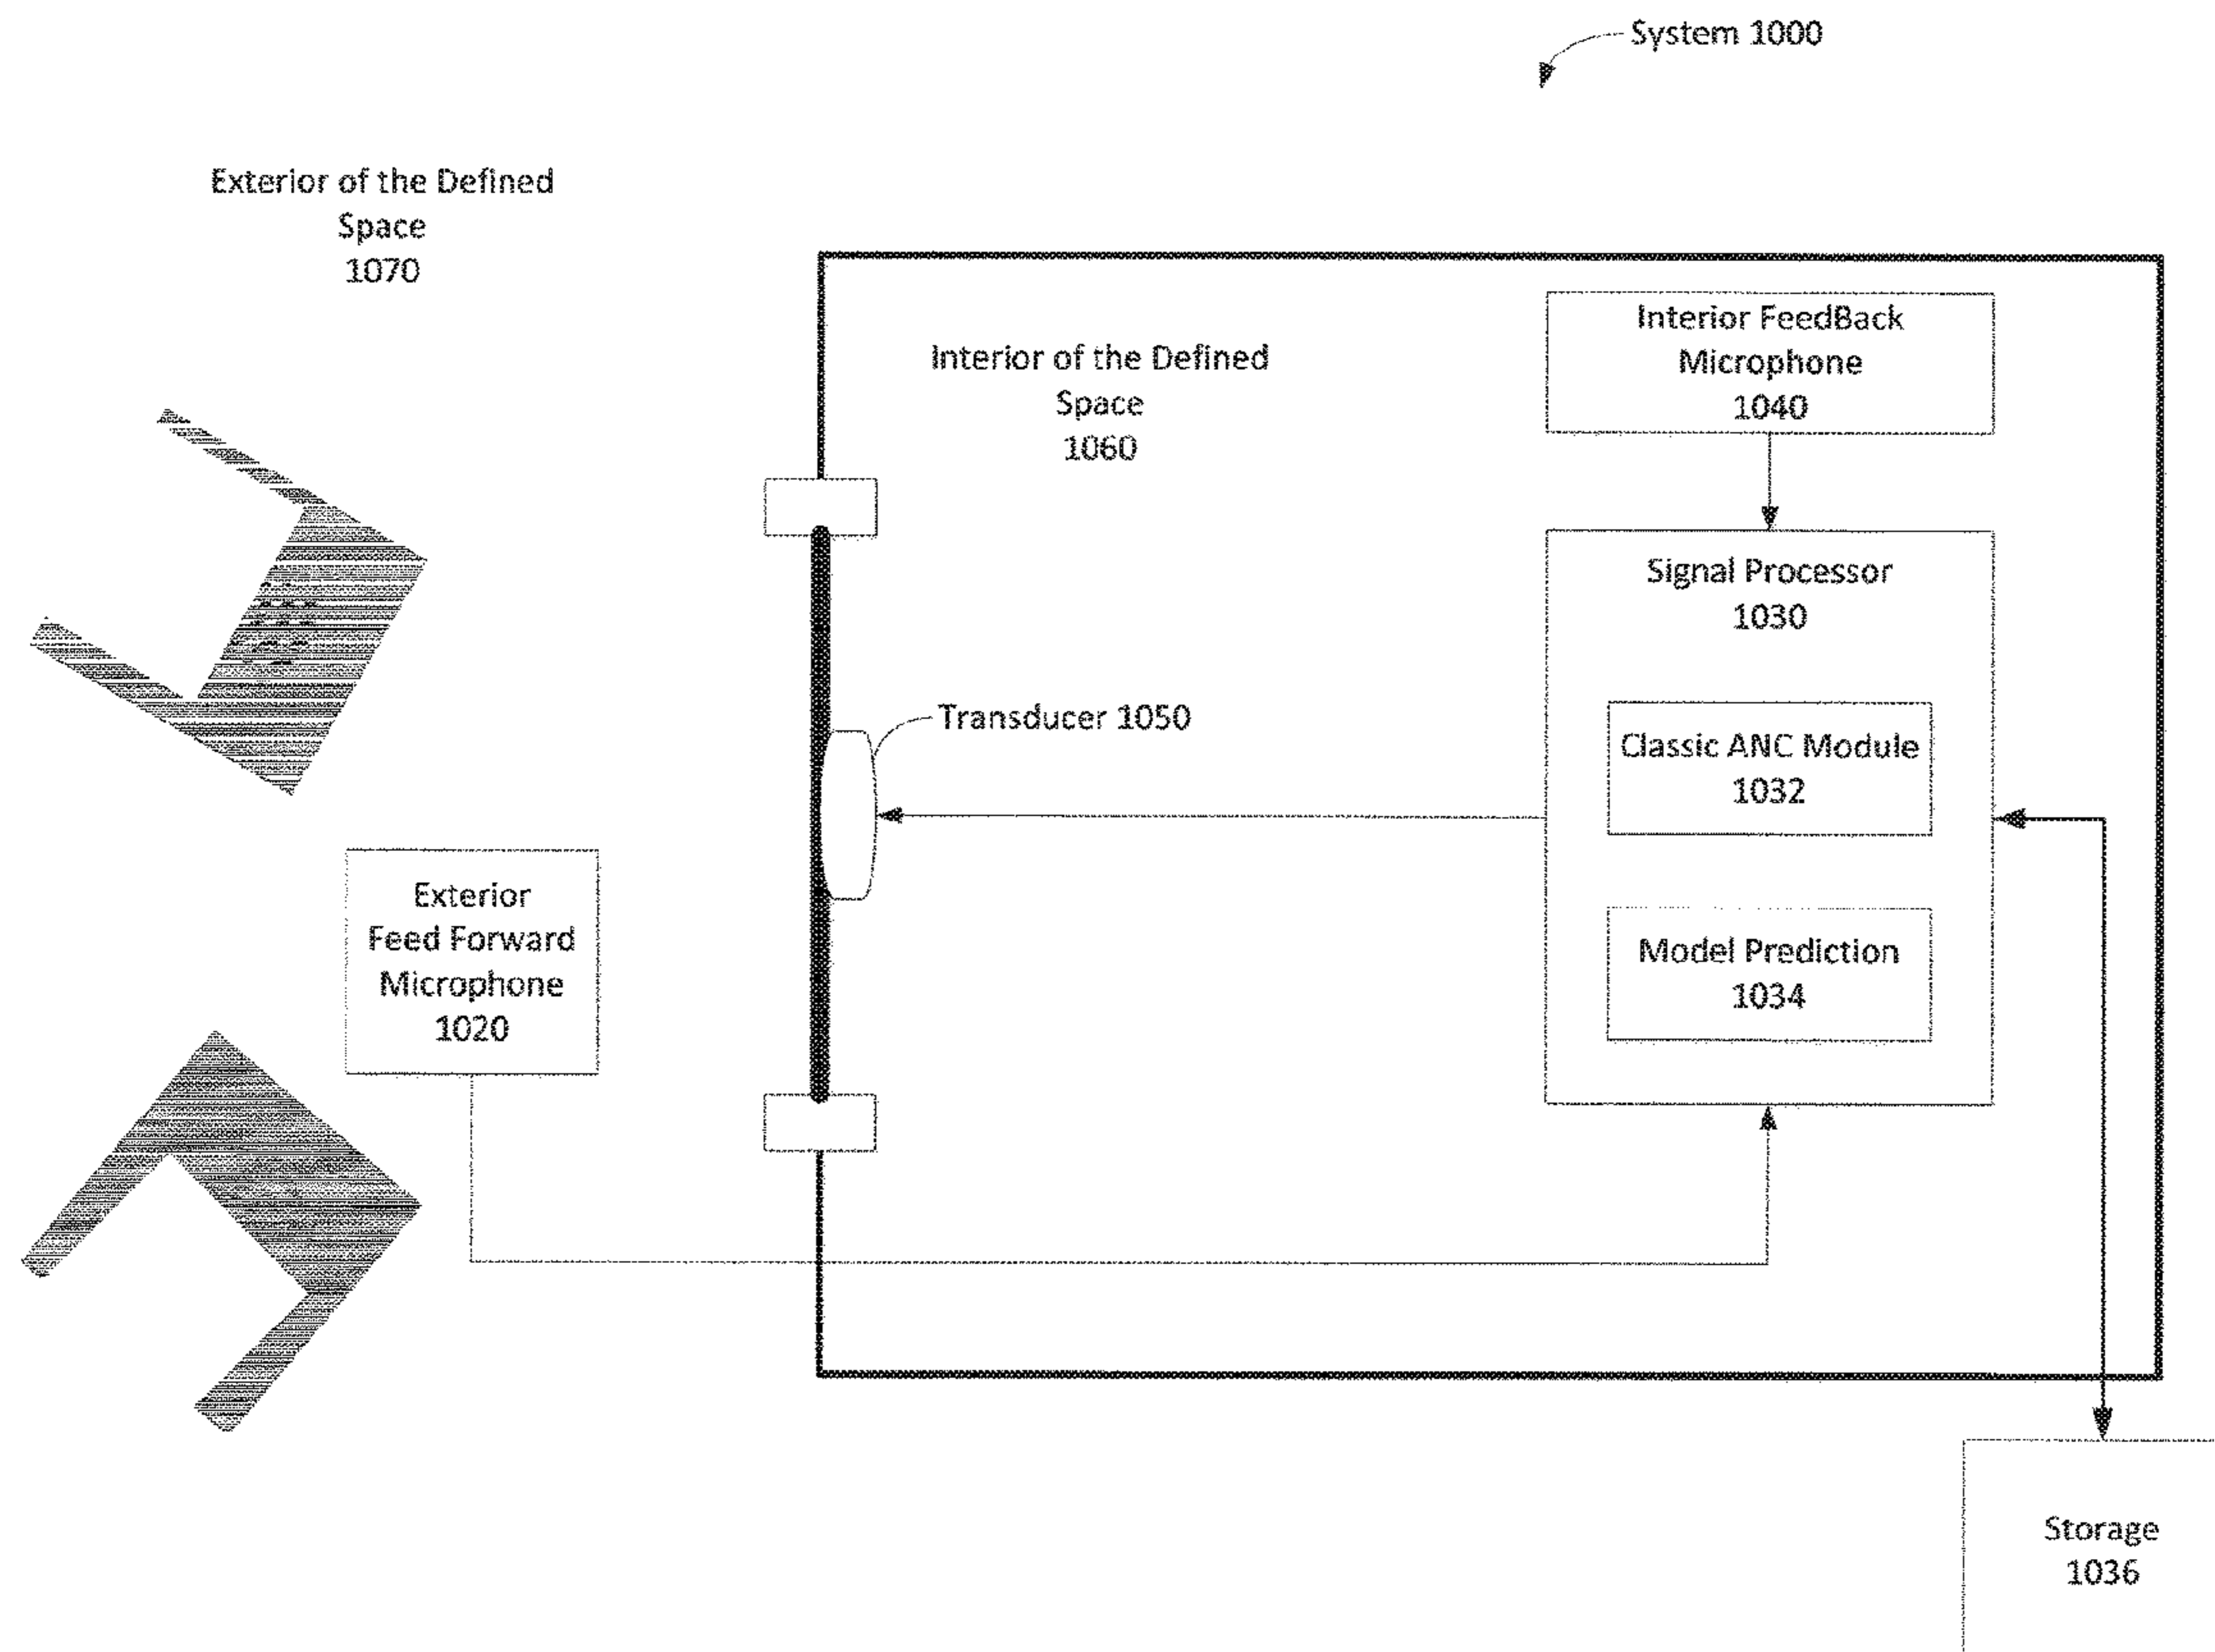 System 1000
Exterior of the Defined
Space
1070
Interior of the Defined
Space
1060
Interior FeedBack
Microphone
1040
Signal Processor
1030
Transducer 1050
Classic ANC Module
1032
Exterior
Feed Forward
Microphone
1020
Model Prediction
1034
Storage
1036